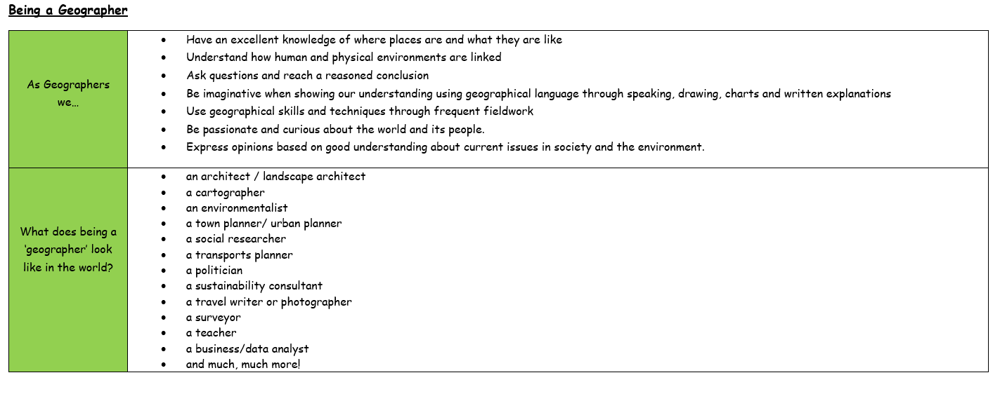 Being a Geographer
As Geographers
we…
• Have an excellent knowledge of where places are and what they are like
• Understand how human and physical environments are linked
• Ask questions and reach a reasoned conclusion
• Be imaginative when showing our understanding using geographical language through speaking, drawing, charts and written explanations
• Use geographical skills and techniques through frequent fieldwork
• Be passionate and curious about the world and its people.
• Express opinions based on good understanding about current issues in society and the environment.
What does being a
‘geographer’ look
like in the world?
• an architect / landscape architect
• a cartographer
• an environmentalist
• a town planner/ urban planner
• a social researcher
• a transports planner
• a politician
• a sustainability consultant
• a travel writer or photographer
• a surveyor
• a teacher
• a business/data analyst
• and much, much more!